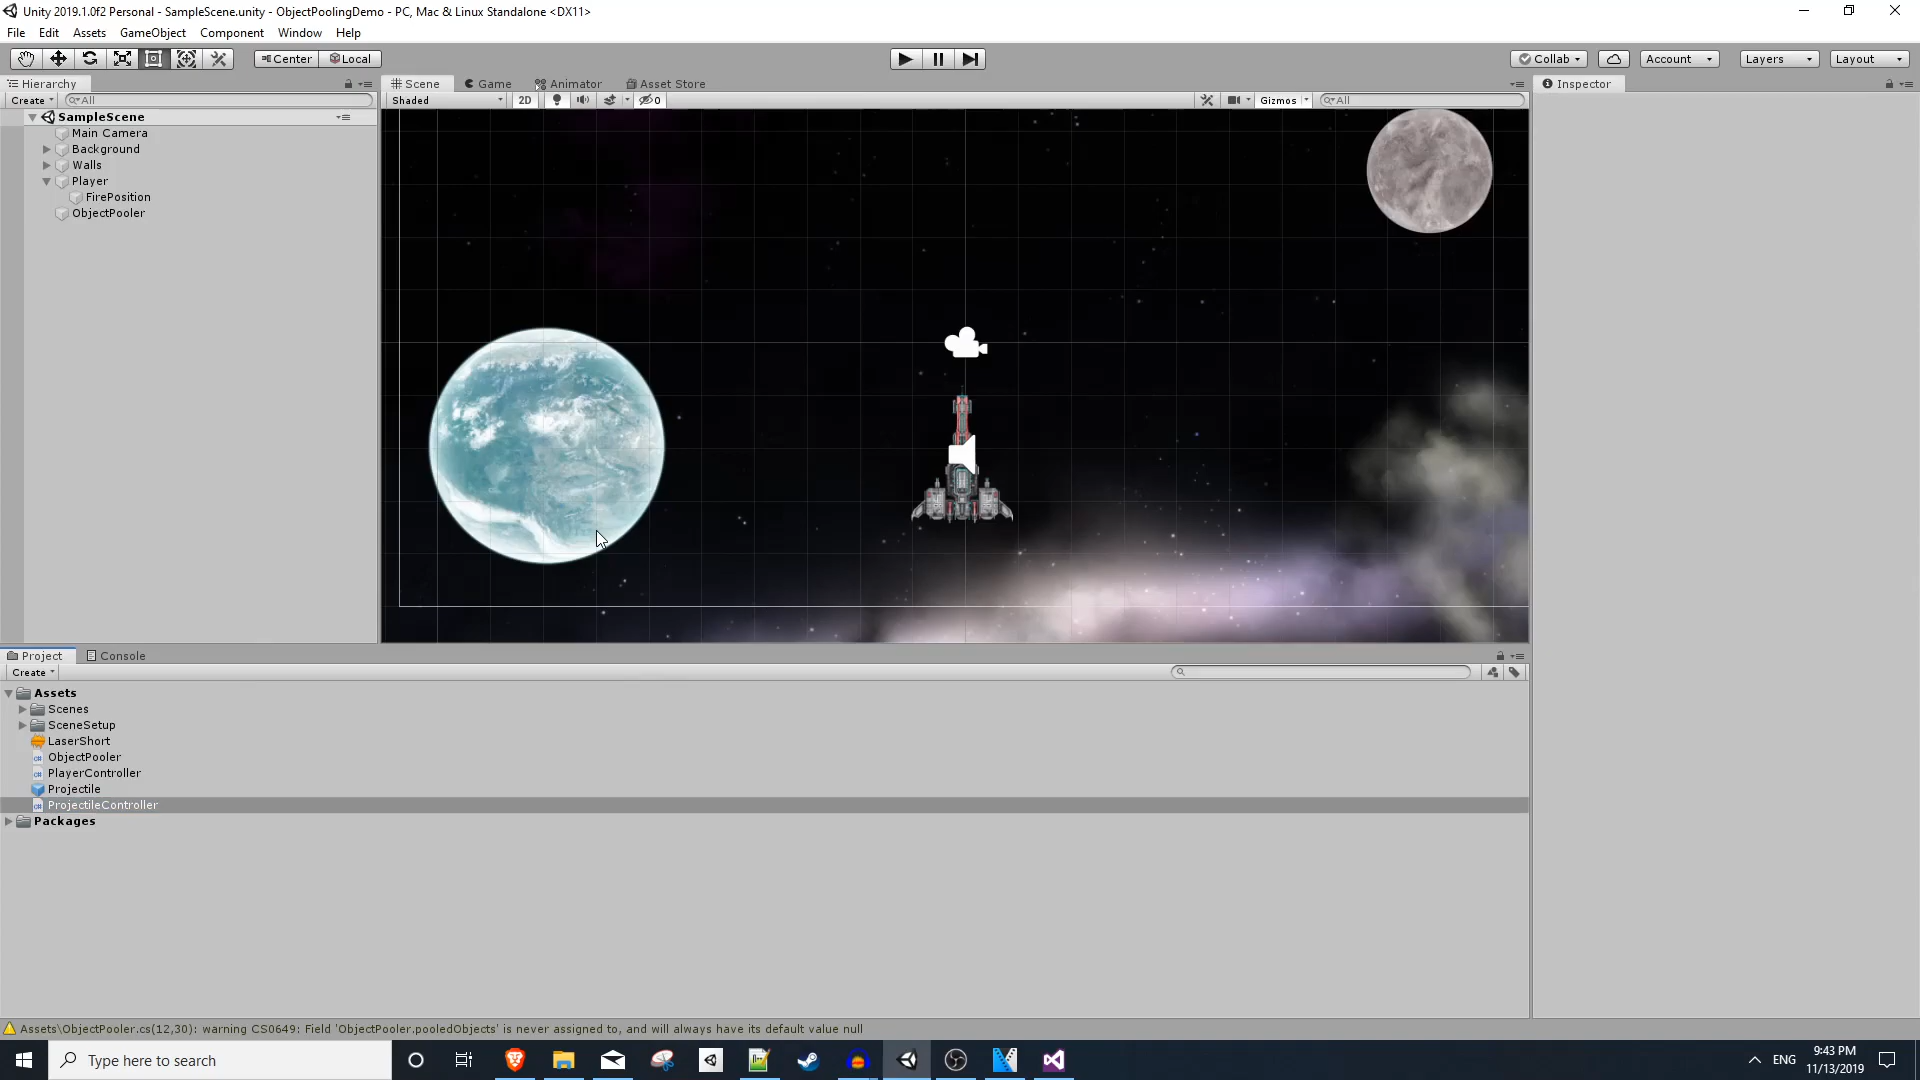 Unity 2019.1.0f2 Personal - SampleScene.unity - ObjectPoolingDemo - PC, Mac & Linux Standalone <DX11>
File Edit Assets GameObject Component Window Help
Center Local Collab Account Layers Layout
Hierarchy Scene Game Animator Asset Store Inspector
Create All Shaded 2D 0 Gizmos All
SampleScene
Main Camera
Background
Walls
Player
FirePosition
ObjectPooler
Project Console
Create
Assets
Scenes
SceneSetup
LaserShort
ObjectPooler
PlayerController
Projectile
ProjectileController
Packages
Assets\ObjectPooler.cs(12,30): warning CS0649: Field 'ObjectPooler.pooledObjects' is never assigned to, and will always have its default value null
Type here to search
ENG
9:43 PM
11/13/2019